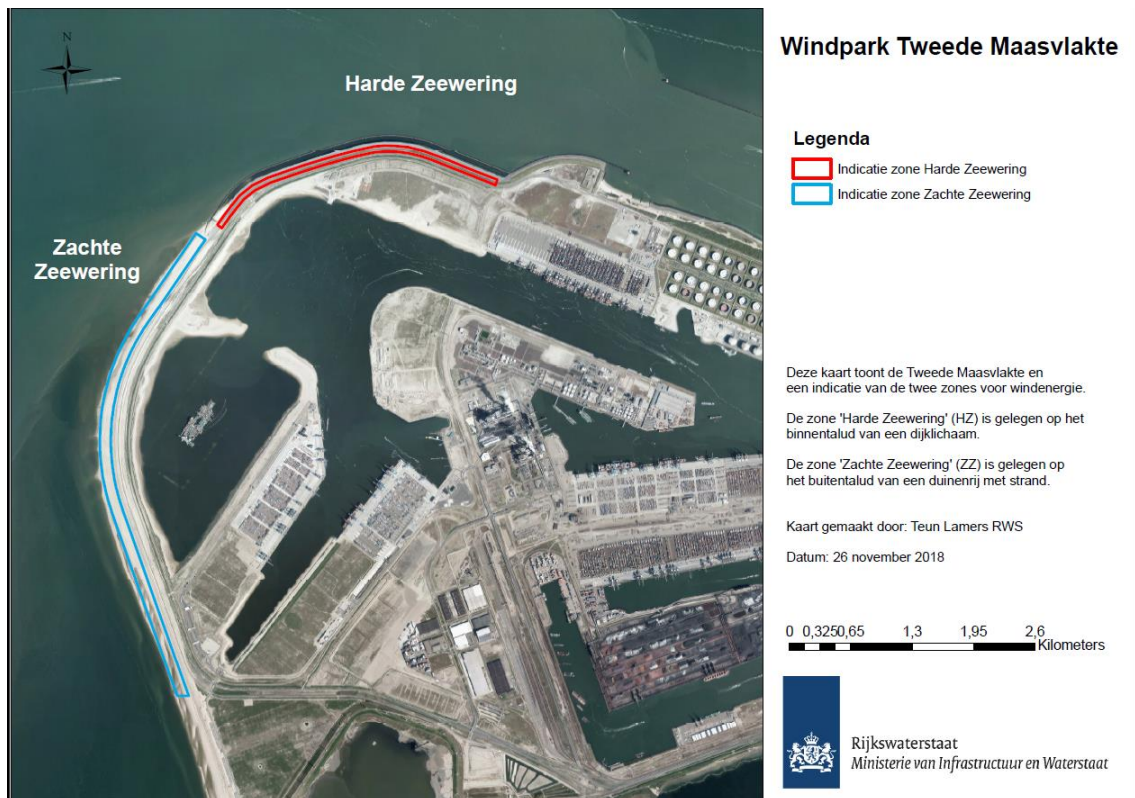 N
Harde Zeewering
Zachte
Zeewering
Windpark Tweede Maasvlakte
Legenda
Indicatie zone Harde Zeewering
Indicatie zone Zachte Zeewering
Deze kaart toont de Tweede Maasvlakte en
een indicatie van de twee zones voor windenergie.
De zone 'Harde Zeewering' (HZ) is gelegen op het
binnentalud van een dijklichaam.
De zone 'Zachte Zeewering' (ZZ) is gelegen op
het buitentalud van een duinenrij met strand.
Kaart gemaakt door: Teun Lamers RWS
Datum: 26 november 2018
0 0,3250,65 1,3 1,95 2,6
Kilometers
Rijkswaterstaat
Ministerie van Infrastructuur en Waterstaat